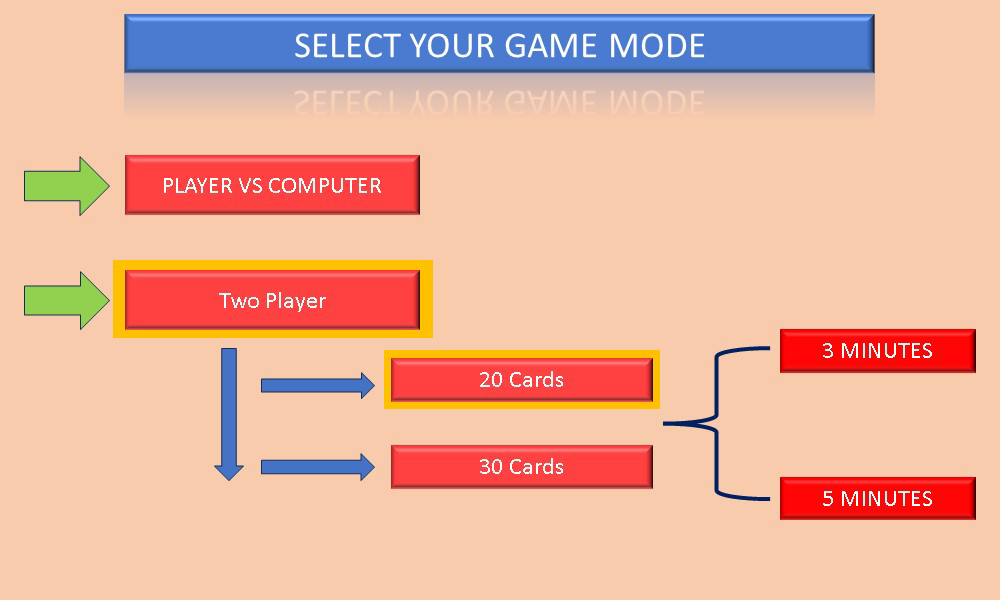 SELECT YOUR GAME MODE
PLAYER VS COMPUTER
Two Player
20 Cards
30 Cards
3 MINUTES
5 MINUTES